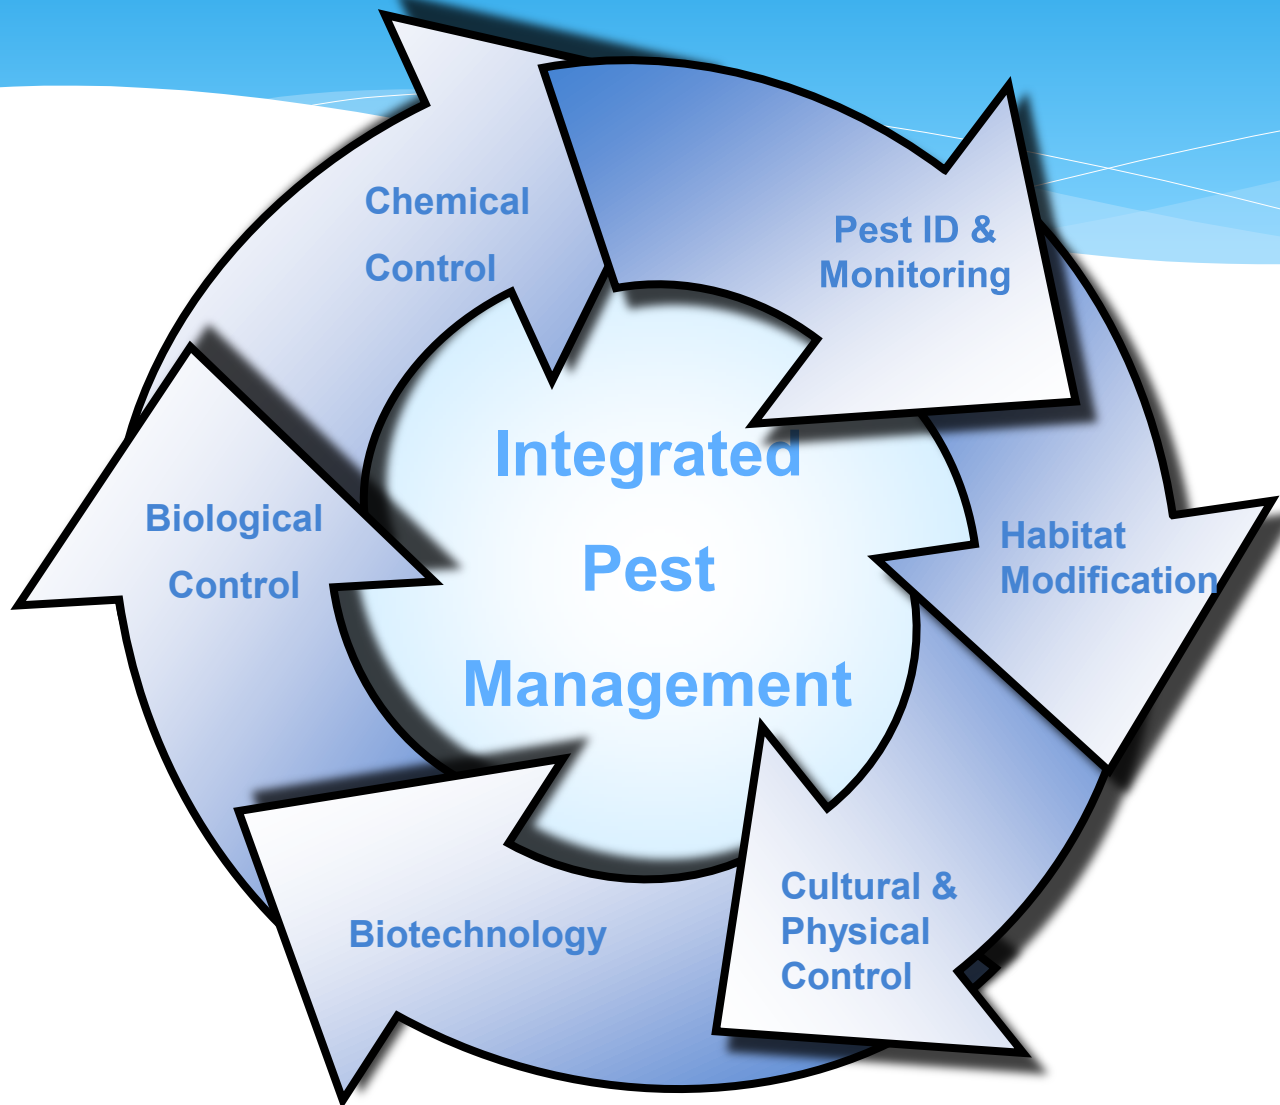 Chemical
Control
Pest ID &
Monitoring
Integrated
Pest
Management
Biological
Control
Habitat
Modification
Biotechnology
Cultural &
Physical
Control